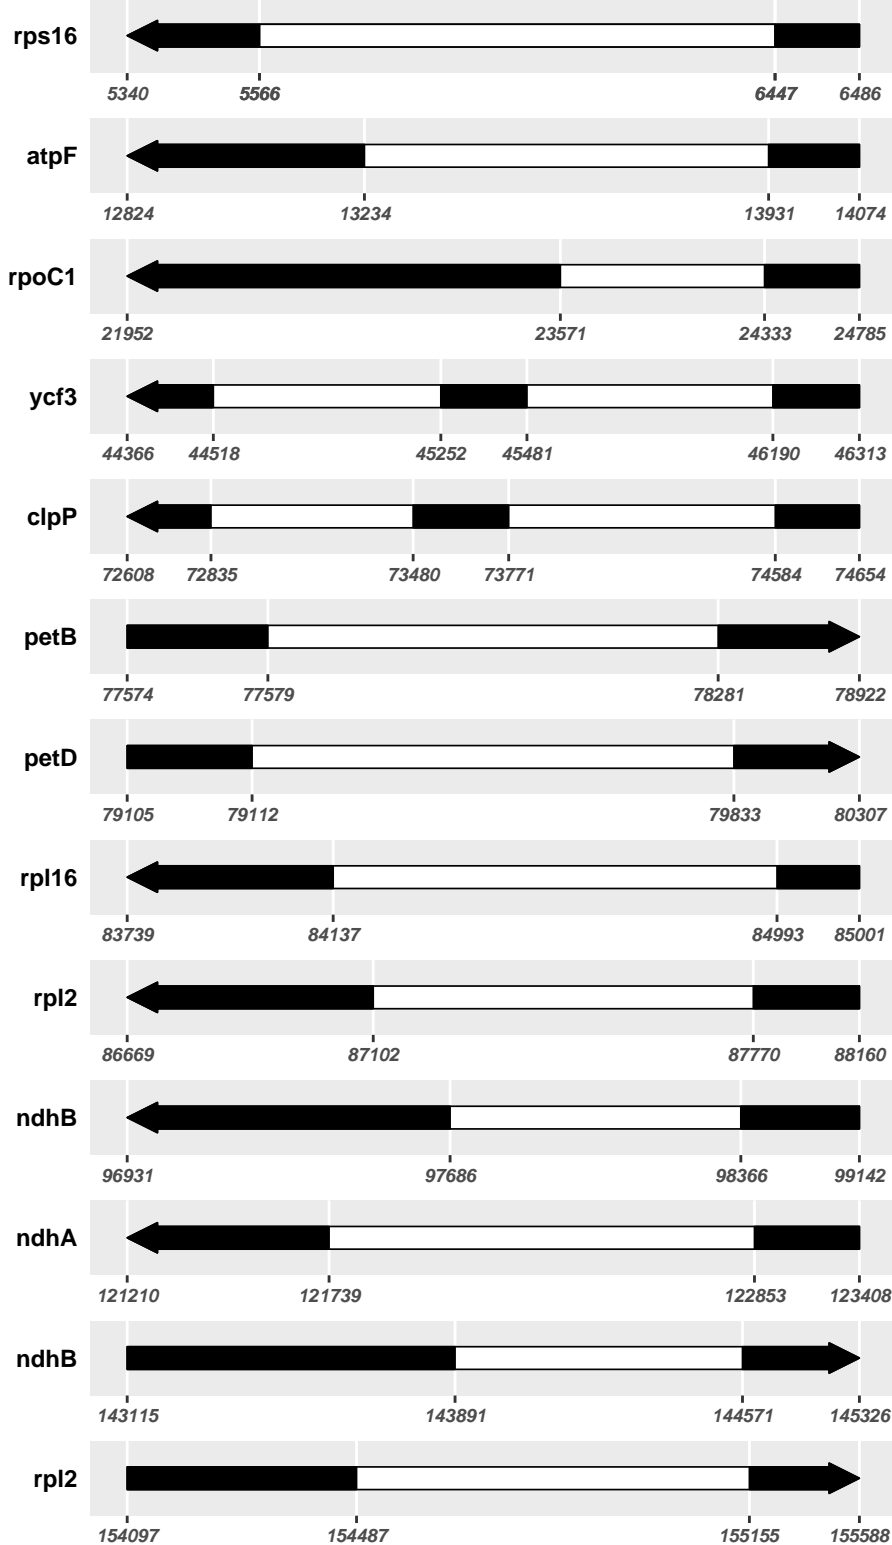 rps16
5340 5566 6447 6486
atpF
12824 13234 13931 14074
rpoC1
21952 23571 24333 24785
ycf3
44366 44518 45252 45481 46190 46313
clpP
72608 72835 73480 73771 74584 74654
petB
77574 77579 78281 78922
petD
79105 79112 79833 80307
rpl16
83739 84137 84993 85001
rpl2
86669 87102 87770 88160
ndhB
96931 97686 98366 99142
ndhA
121210 121739 122853 123408
ndhB
143115 143891 144571 145326
rpl2
154097 154487 155155 155588